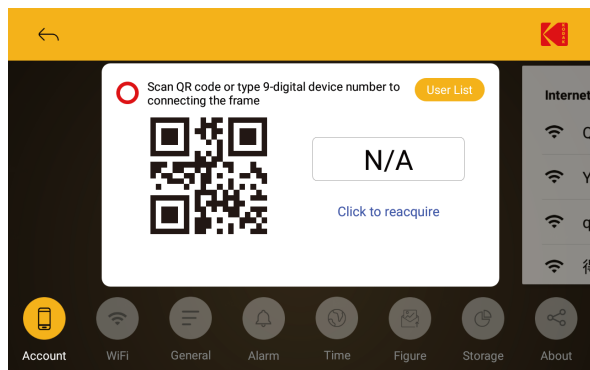 KODAK
Scan QR code or type 9-digital device number to
connecting the frame
User List
N/A
Click to reacquire
Internet
Account
WiFi
General
Alarm
Time
Figure
Storage
About